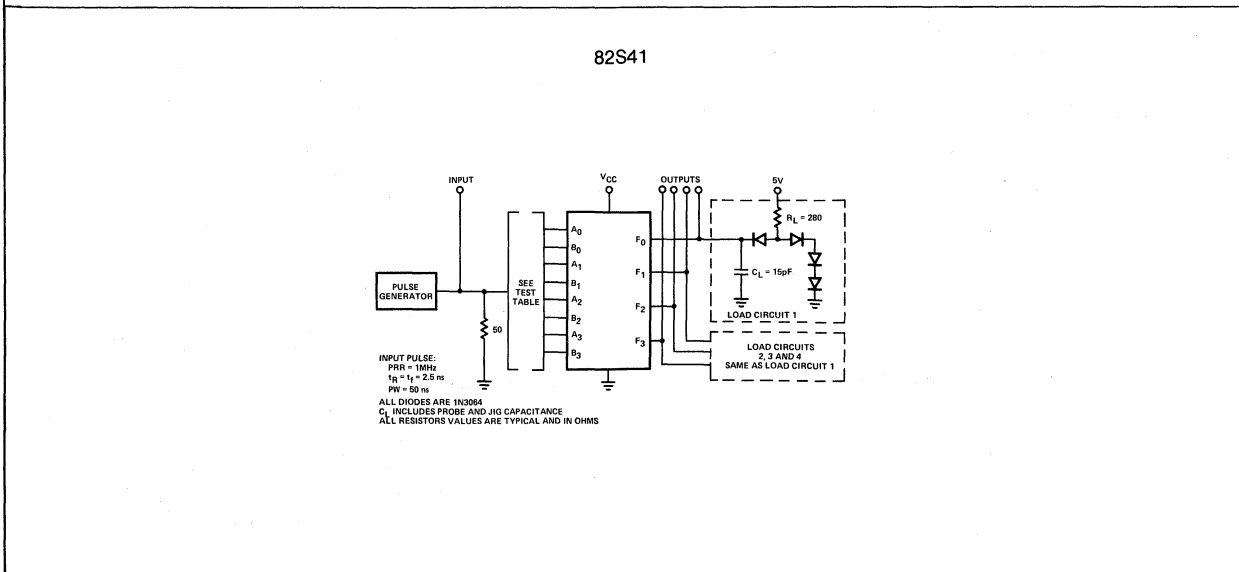 82S41
INPUT
VCC
OUTPUTS
5V
RL = 280
A0
B0
A1
B1
A2
B2
A3
B3
F0
F1
F2
F3
SEE
TEST
TABLE
PULSE
GENERATOR
50
CL = 15pF
LOAD CIRCUIT 1
LOAD CIRCUITS
2, 3 AND 4
SAME AS LOAD CIRCUIT 1
INPUT PULSE:
PRR = 1MHz
tR = tf = 2.5 ns
PW = 50 ns
ALL DIODES ARE 1N3064
CL INCLUDES PROBE AND JIG CAPACITANCE
ALL RESISTORS VALUES ARE TYPICAL AND IN OHMS